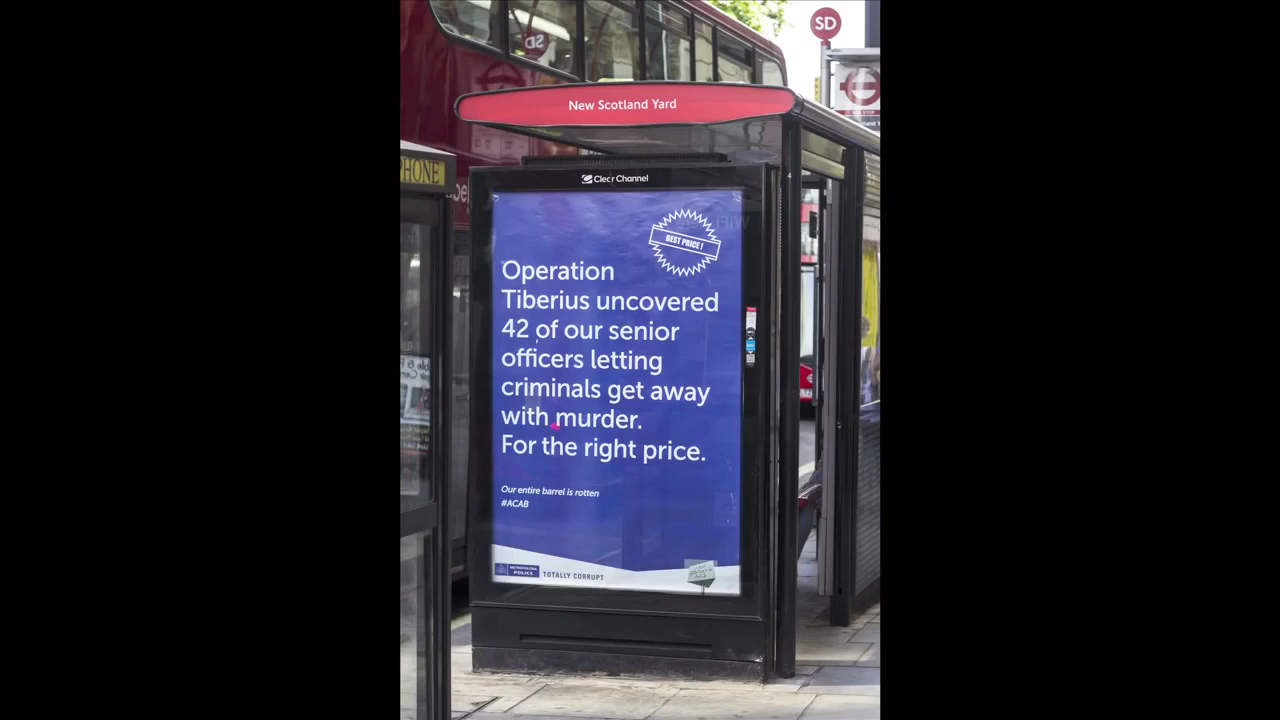 SD
New Scotland Yard
PHONE
Clear Channel
BEST PRICE!
Operation
Tiberius uncovered
42 of our senior
officers letting
criminals get away
with murder.
For the right price.
Our entire barrel is rotten
#ACAB
METROPOLITAN
POLICE
TOTALLY CORRUPT